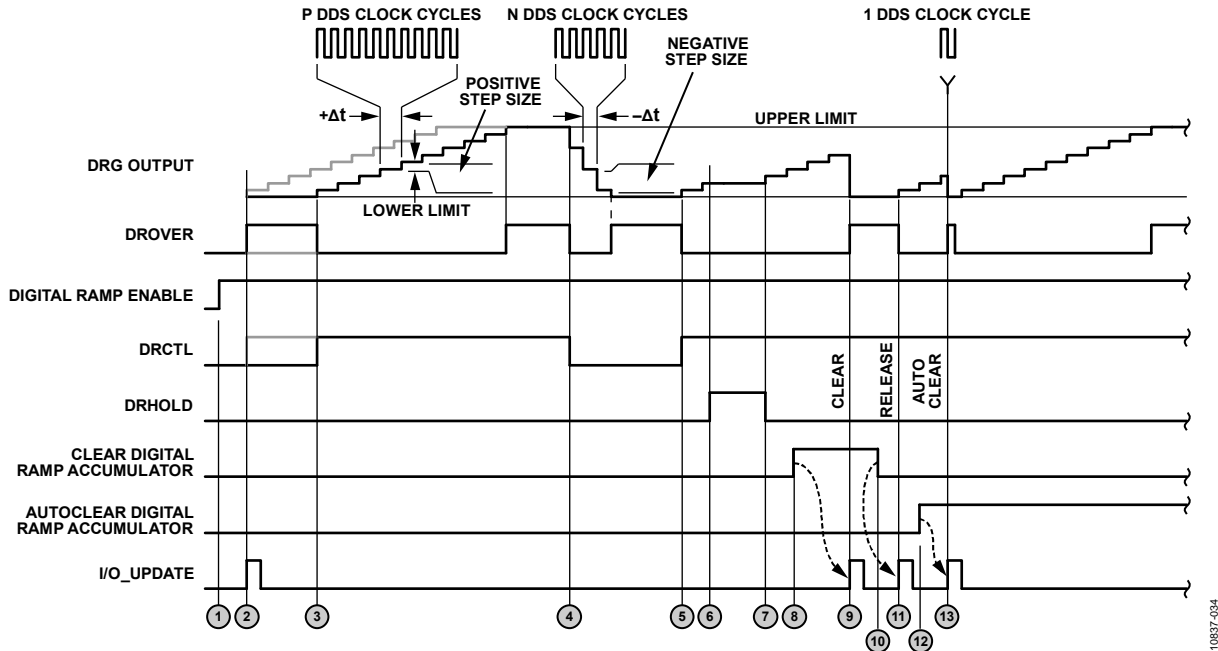 P DDS CLOCK CYCLES
N DDS CLOCK CYCLES
1 DDS CLOCK CYCLE
NEGATIVE
STEP SIZE
POSITIVE
STEP SIZE
+Δt
–Δt
UPPER LIMIT
DRG OUTPUT
LOWER LIMIT
DROVER
DIGITAL RAMP ENABLE
DRCTL
CLEAR
RELEASE
AUTO
CLEAR
DRHOLD
CLEAR DIGITAL
RAMP ACCUMULATOR
AUTOCLEAR DIGITAL
RAMP ACCUMULATOR
I/O_UPDATE
1 2 3 4 5 6 7 8 9 10 11 12 13
10837-034